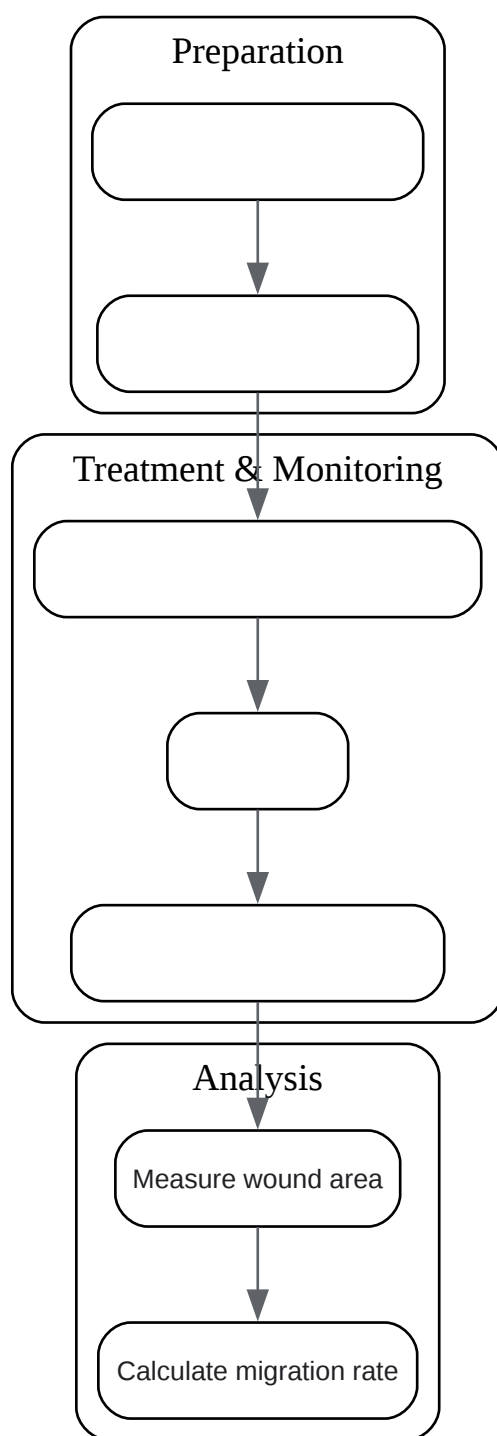 Preparation
Treatment & Monitoring
Analysis
Measure wound area
Calculate migration rate